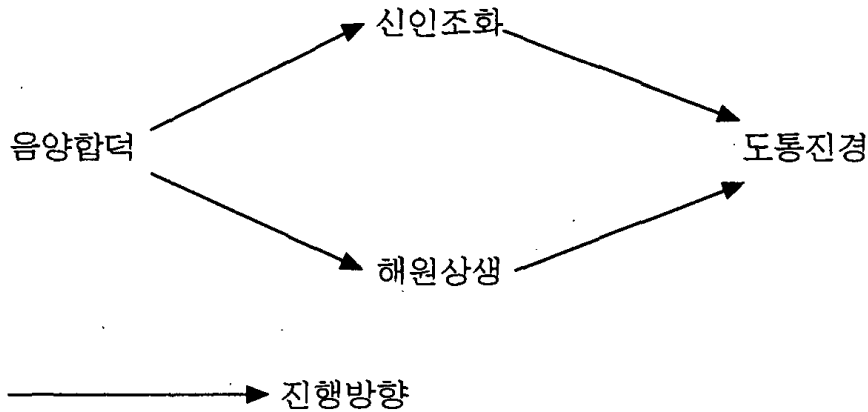 신인조화
음양합덕
도통진경
해원상생
진행방향